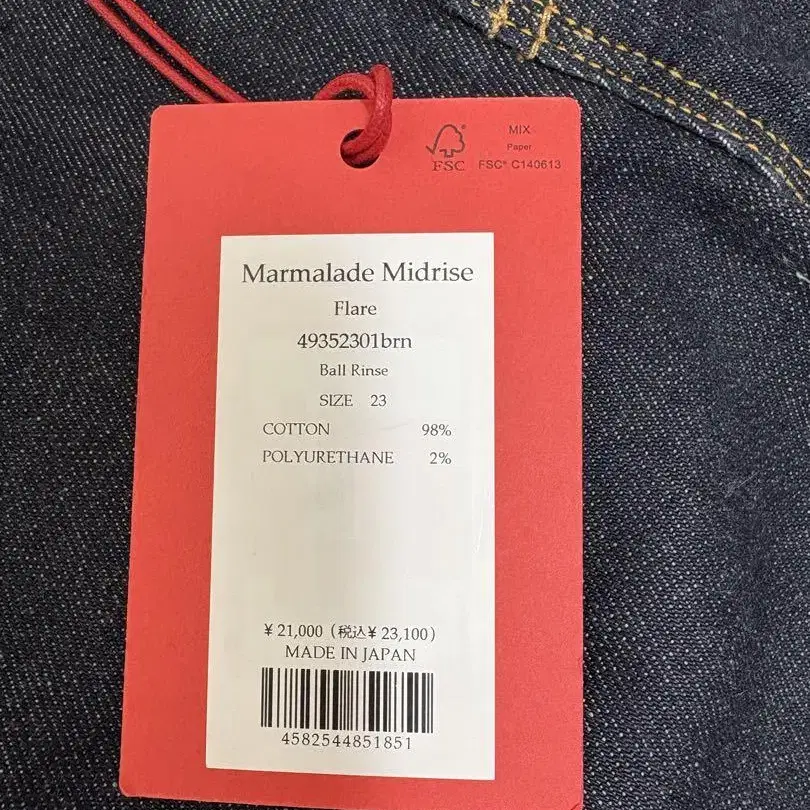 FSC
MIX
Paper
FSC® C140613
Marmalade Midrise
Flare
49352301brn
Ball Rinse
SIZE 23
COTTON 98%
POLYURETHANE 2%
¥ 21,000 (税込¥ 23,100)
MADE IN JAPAN
4582544851851